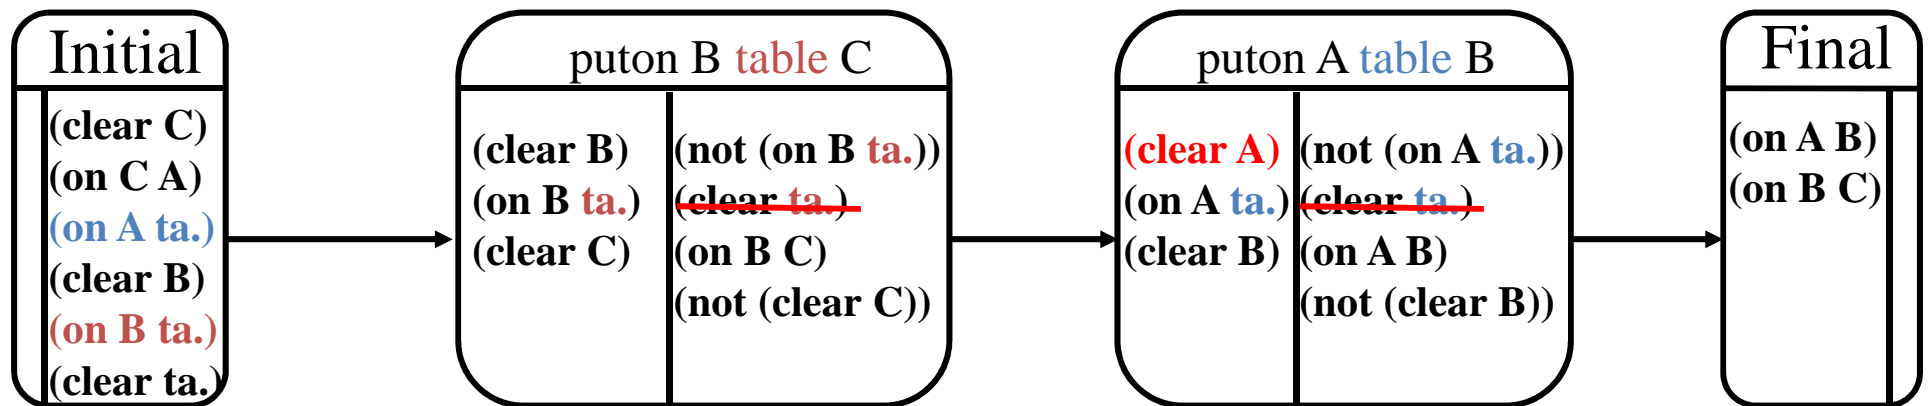 Initial
(clear C)
(on C A)
(on A ta.)
(clear B)
(on B ta.)
(clear ta.)
puton B table C
(clear B)
(on B ta.)
(clear C)
(not (on B ta.))
(clear ta.)
(on B C)
(not (clear C))
puton A table B
(clear A)
(on A ta.)
(clear B)
(not (on A ta.))
(clear ta.)
(on A B)
(not (clear B))
Final
(on A B)
(on B C)